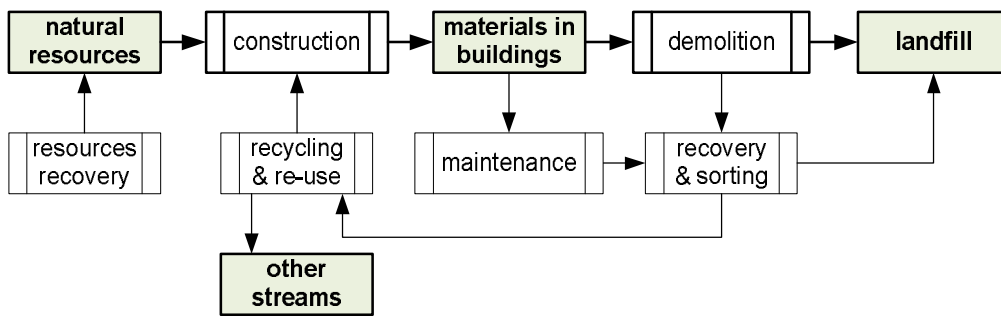 natural
resources
construction
materials in
buildings
demolition
landfill
resources
recovery
recycling
& re-use
maintenance
recovery
& sorting
other
streams